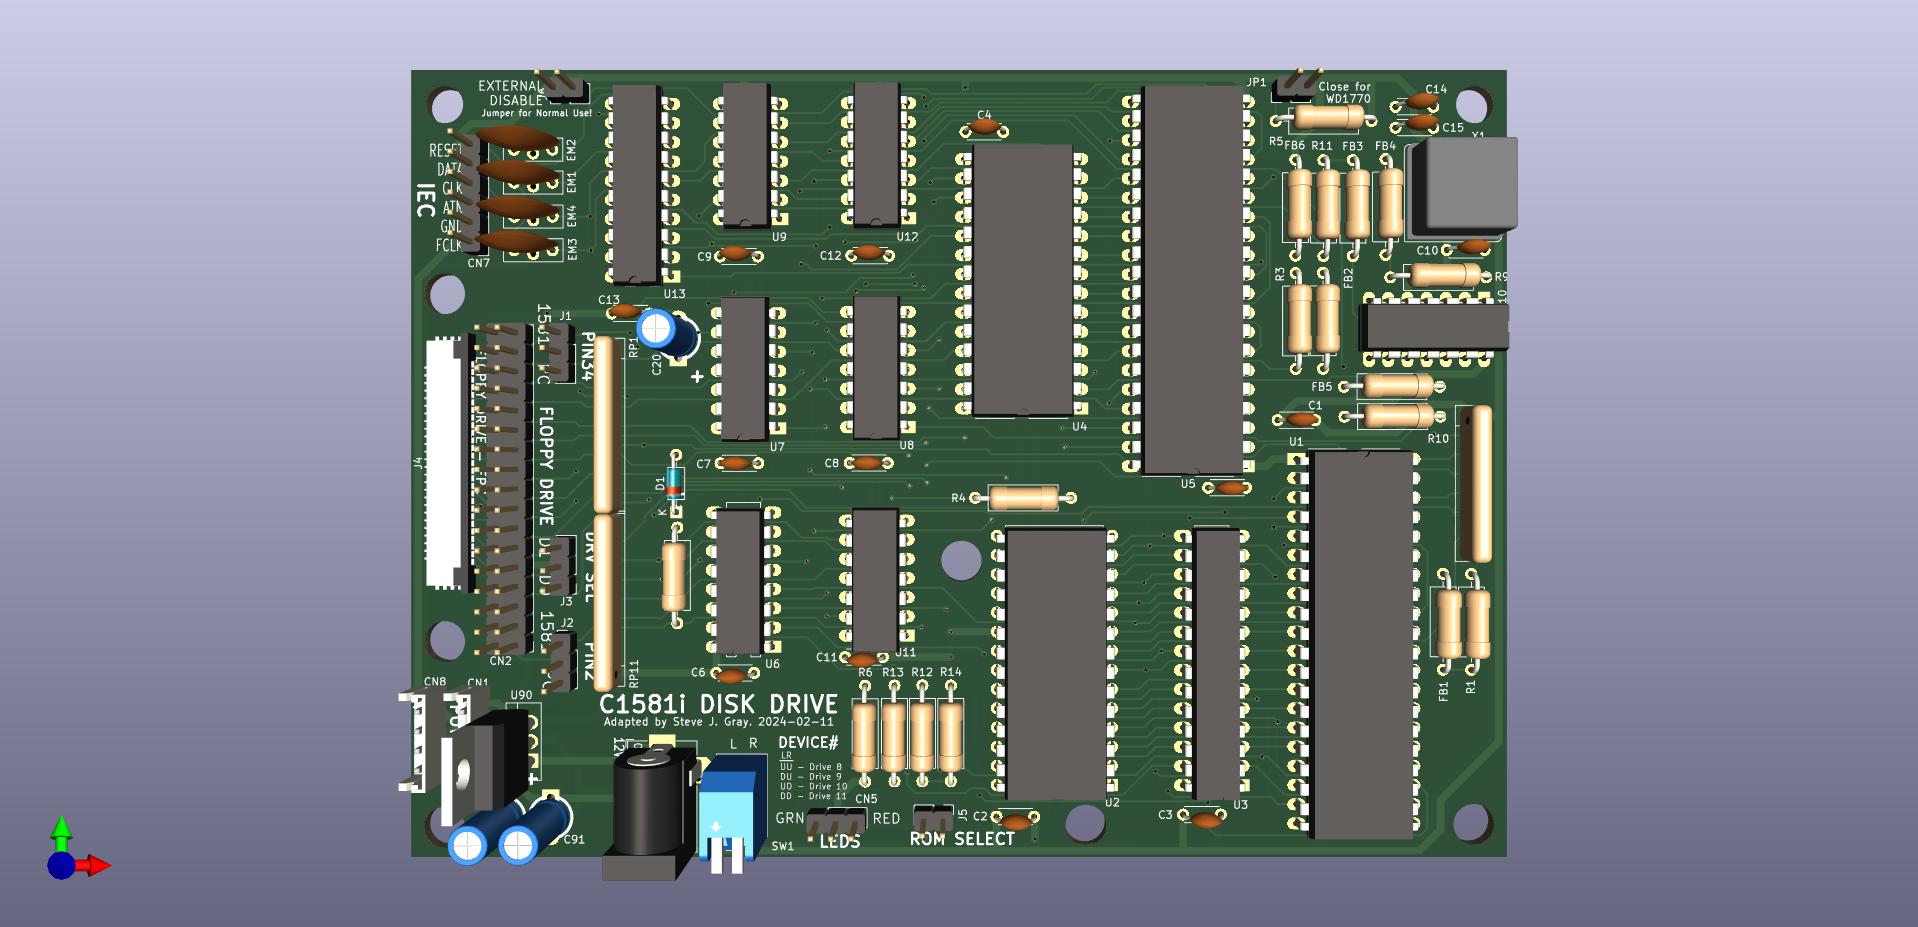 EXTERNAL
DISABLE
Jumper for Normal Use!
JP1
Close for
WD1770
C14
C15
X1
C4
R5
FB6
R11
FB3
FB4
EM2
EM1
EM4
EM3
IEC
DATA
CLK
ATN
GND
FCLK
CN7
U9
U12
C9
C12
C10
U13
C13
R3
FB2
R9
J1
PIN34
RP1
C20
+
FB5
C1
R10
U4
U7
U8
U1
J4
FLOPPY DRIVE
C7
C8
U5
D1
K
R4
DRV SEL
J3
J2
CN2
PIN2
RP11
C6
U6
C11
R6
R13
R12
R14
FB1
R1
CN8
CN1
U90
C1581i DISK DRIVE
Adapted by Steve J. Gray. 2024-02-11
L R
DEVICE#
LR
UU - Drive 8
DU - Drive 9
UD - Drive 10
DD - Drive 11
+
CN5
GRN
RED
LEDS
J5
ROM SELECT
C2
U2
C3
U3
C91
SW1